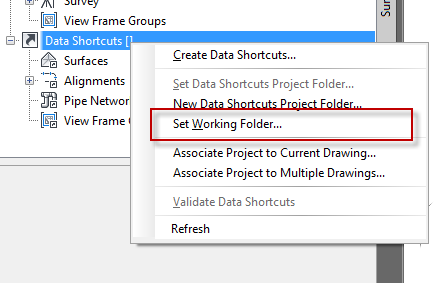 Survey
View Frame Groups
Data Shortcuts []
Surfaces
Alignments
Pipe Network
View Frame G
Create Data Shortcuts...
Set Data Shortcuts Project Folder...
New Data Shortcuts Project Folder...
Set Working Folder...
Associate Project to Current Drawing...
Associate Project to Multiple Drawings...
Validate Data Shortcuts
Refresh
Sur